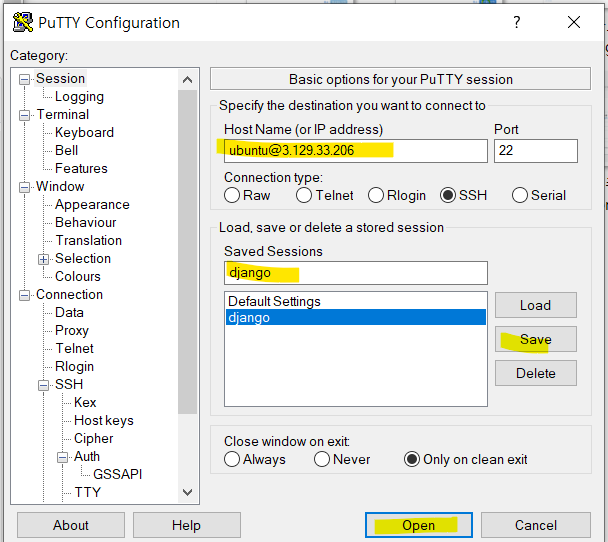 PuTTY Configuration
?
Category:
Session
Logging
Terminal
Keyboard
Bell
Features
Window
Appearance
Behaviour
Translation
Selection
Colours
Connection
Data
Proxy
Telnet
Rlogin
SSH
Kex
Host keys
Cipher
Auth
GSSAPI
TTY
Basic options for your PuTTY session
Specify the destination you want to connect to
Host Name (or IP address) Port
ubuntu@3.129.33.206 22
Connection type:
Raw Telnet Rlogin SSH Serial
Load, save or delete a stored session
Saved Sessions
django
Default Settings
django
Load
Save
Delete
Close window on exit:
Always Never Only on clean exit
About Help Open Cancel